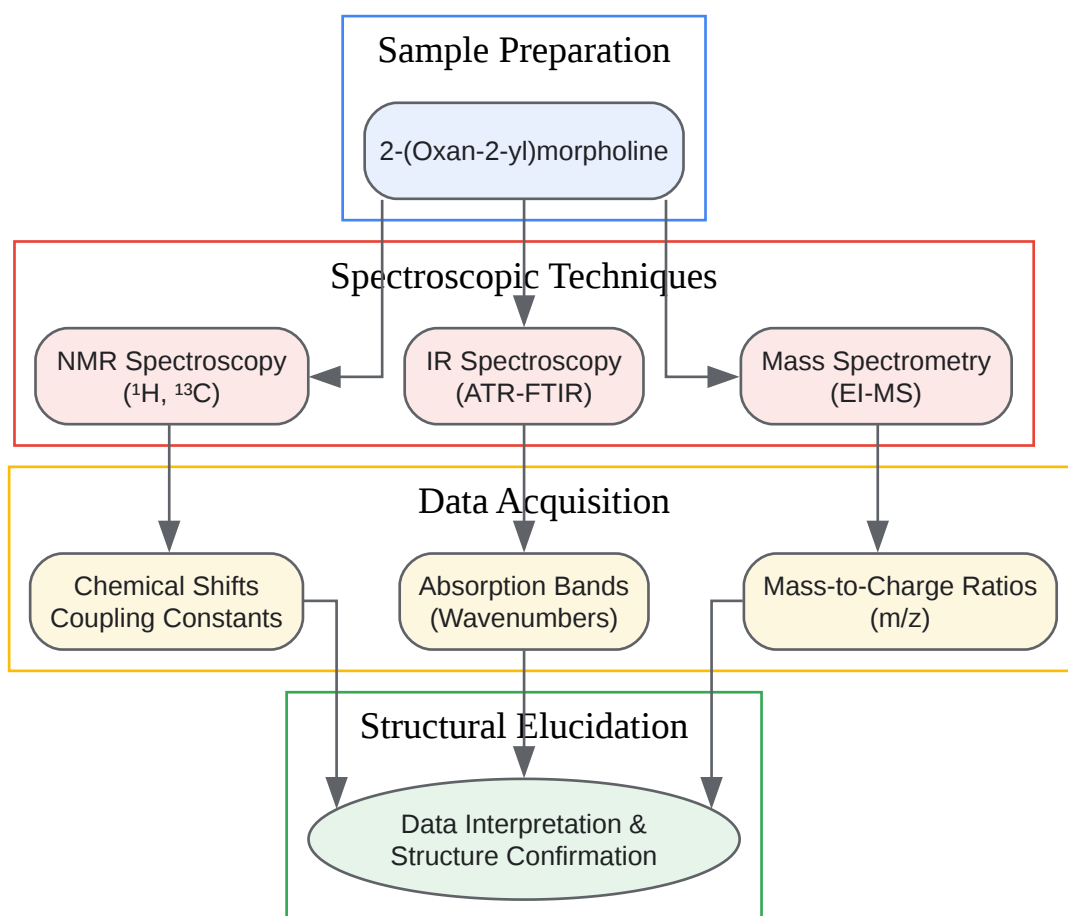 Sample Preparation
2-(Oxan-2-yl)morpholine
Spectroscopic Techniques
NMR Spectroscopy
(¹H, ¹³C)
IR Spectroscopy
(ATR-FTIR)
Mass Spectrometry
(EI-MS)
Data Acquisition
Chemical Shifts
Coupling Constants
Absorption Bands
(Wavenumbers)
Mass-to-Charge Ratios
(m/z)
Structural Elucidation
Data Interpretation &
Structure Confirmation